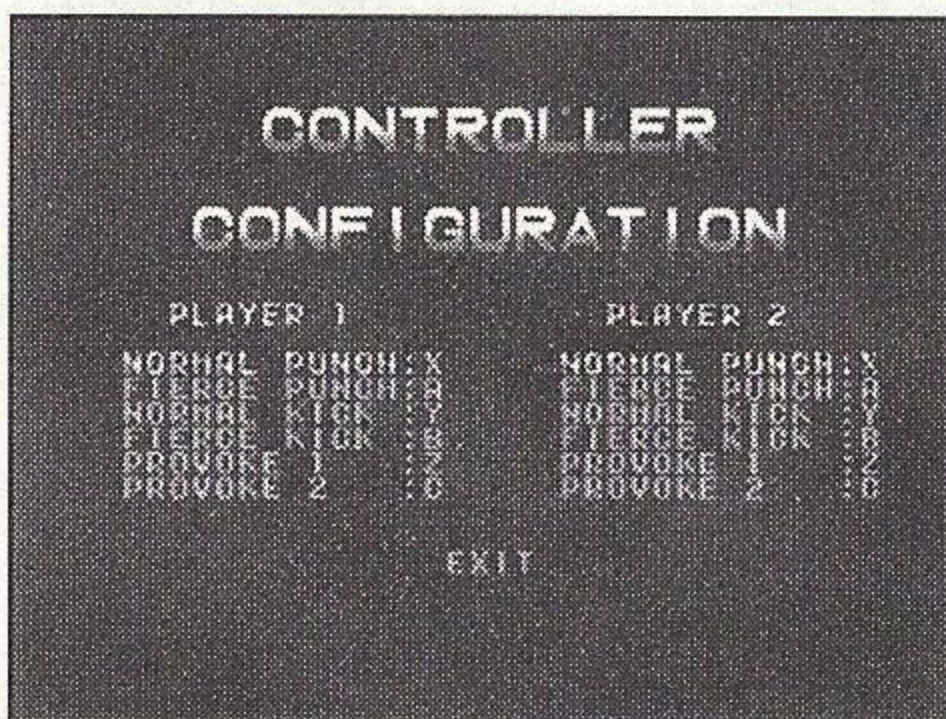 CONTROLLER
CONFIGURATION
PLAYER 1 PLAYER 2
NORMAL PUNCH:X NORMAL PUNCH:X
FIERCE PUNCH:A FIERCE PUNCH:A
NORMAL KICK :Y NORMAL KICK :Y
FIERCE KICK :B FIERCE KICK :B
PROVOKE 1 :Z PROVOKE 1 :Z
PROVOKE 2 :C PROVOKE 2 :C
EXIT